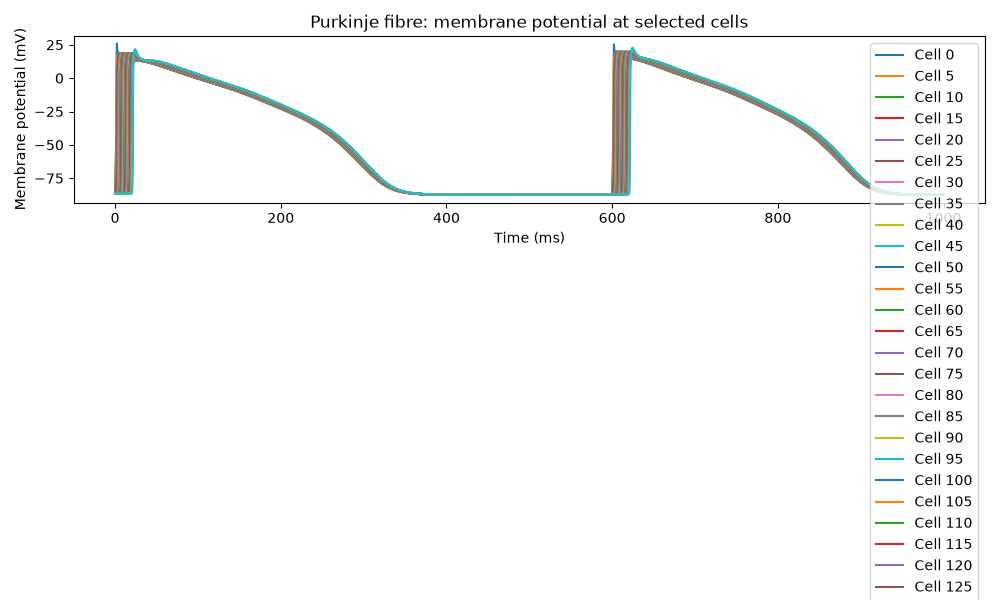 Purkinje fibre: membrane potential at selected cells
Membrane potential (mV)
25
0
−25
−50
−75
0
200
400
600
800
1000
Time (ms)
Cell 0
Cell 5
Cell 10
Cell 15
Cell 20
Cell 25
Cell 30
Cell 35
Cell 40
Cell 45
Cell 50
Cell 55
Cell 60
Cell 65
Cell 70
Cell 75
Cell 80
Cell 85
Cell 90
Cell 95
Cell 100
Cell 105
Cell 110
Cell 115
Cell 120
Cell 125